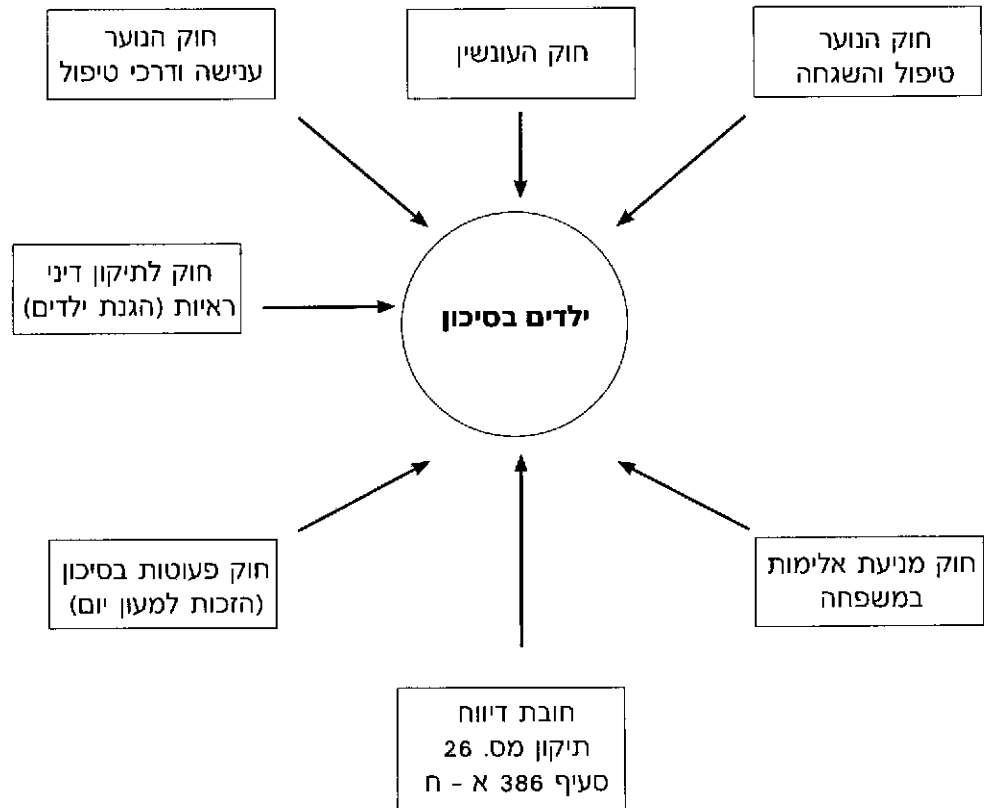 חוק הנוער
טיפול והשגחה
חוק העונשין
חוק הנוער
ענישה ודרכי טיפול
חוק לתיקון דיני
ראיות (הגנת ילדים)
ילדים בסיכון
חוק מניעת אלימות
במשפחה
חוק פעוטות בסיכון
(הזכות למעון יום)
חובת דיווח
תיקון מס. 26
סעיף 386 א - ח